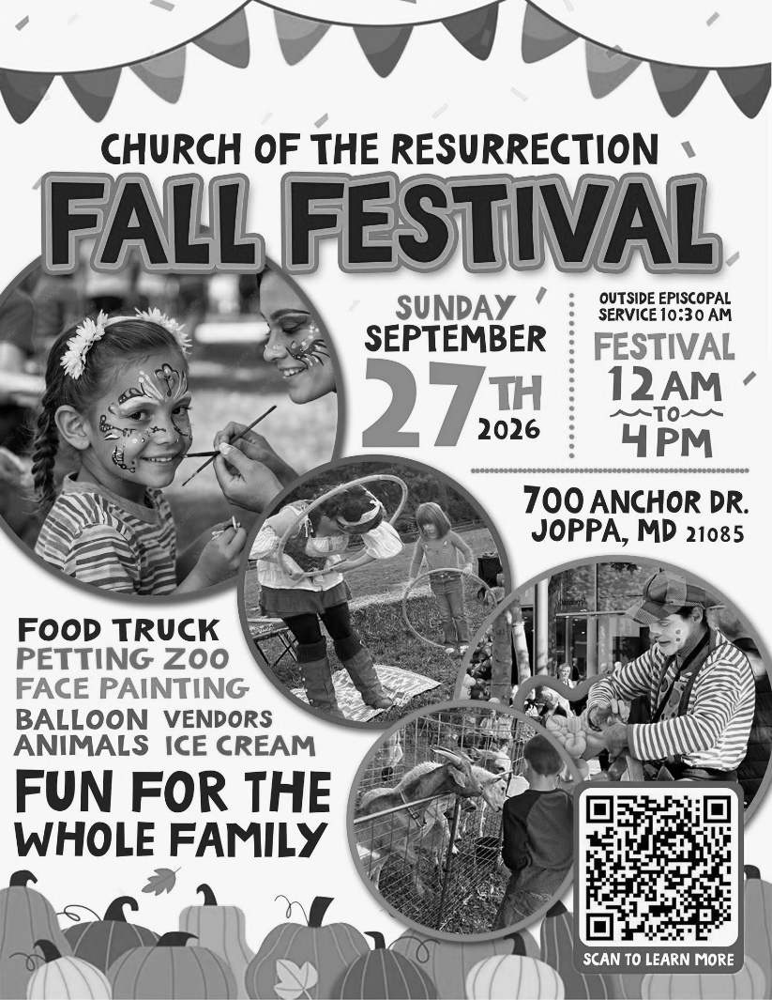 CHURCH OF THE RESURRECTION
FALL FESTIVAL
SUNDAY
SEPTEMBER
27TH
2026
OUTSIDE EPISCOPAL
SERVICE 10:30 AM
FESTIVAL
12 AM
TO
4 PM
700 ANCHOR DR.
JOPPA, MD 21085
FOOD TRUCK
PETTING ZOO
FACE PAINTING
BALLOON VENDORS
ANIMALS ICE CREAM
FUN FOR THE
WHOLE FAMILY
SCAN TO LEARN MORE